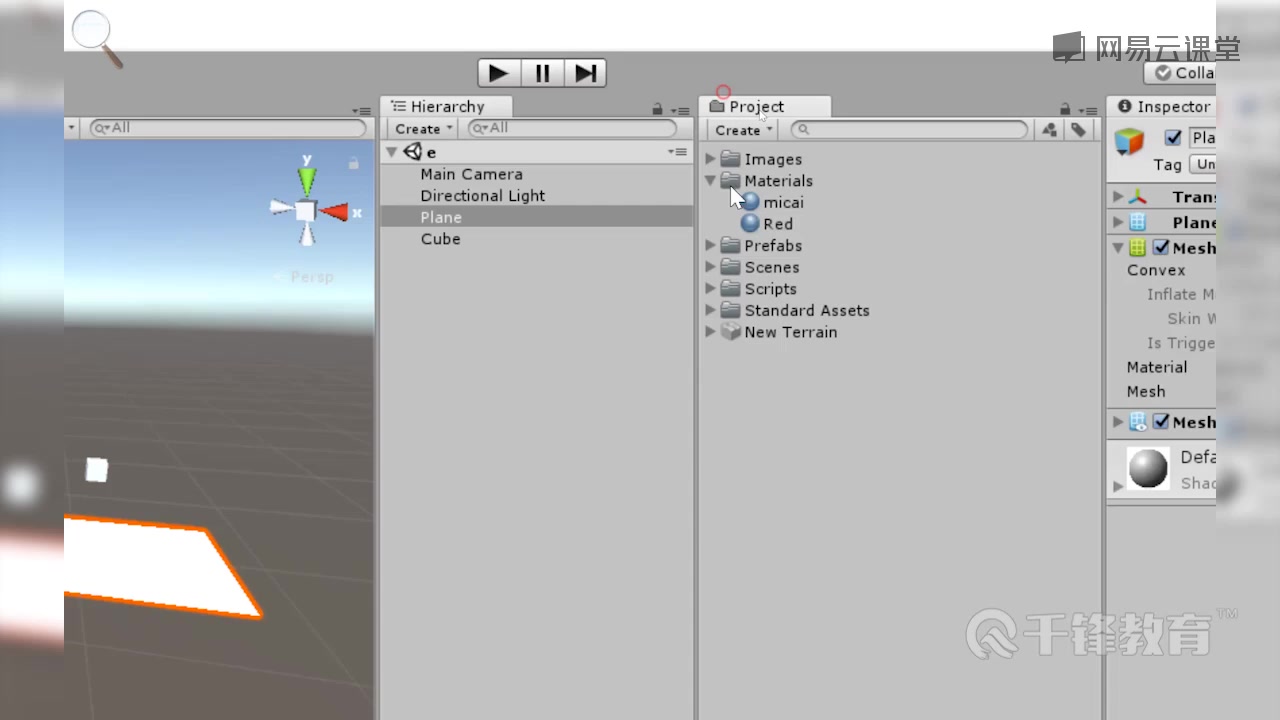 网易云课堂
Colla
Hierarchy
Project
Inspector
All
Create
All
Create
Pla
Tag
Un
y
x
Persp
e
Main Camera
Directional Light
Plane
Cube
Images
Materials
micai
Red
Prefabs
Scenes
Scripts
Standard Assets
New Terrain
Trans
Plane
Mesh
Convex
Inflate M
Skin W
Is Trigge
Material
Mesh
Mesh
Defa
Shad
千锋教育 TM